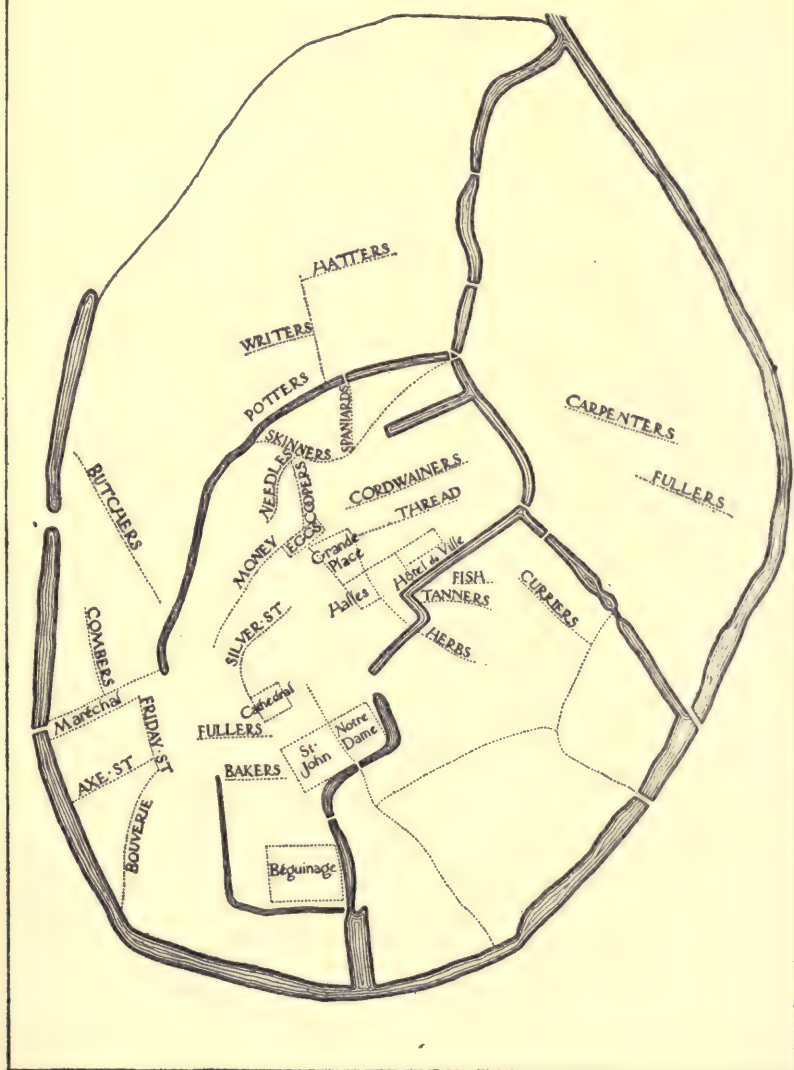 HATTERS
WRITERS
POTTERS
SPANIARDS
SKINNERS
NEEDLES
COOPERS
EGGS
CARPENTERS
FULLERS
CORDWAINERS
THREAD
BUTCHERS
MONEY
Grande
Place
Hôtel de Ville
Halles
FISH
TANNERS
CURRIERS
HERBS
SILVER·ST
COMBERS
Maréchal
FRIDAY·ST
Cathedral
FULLERS
St·
John
Notre
Dame
BAKERS
AXE·ST
BOUVERIE
Béguinage